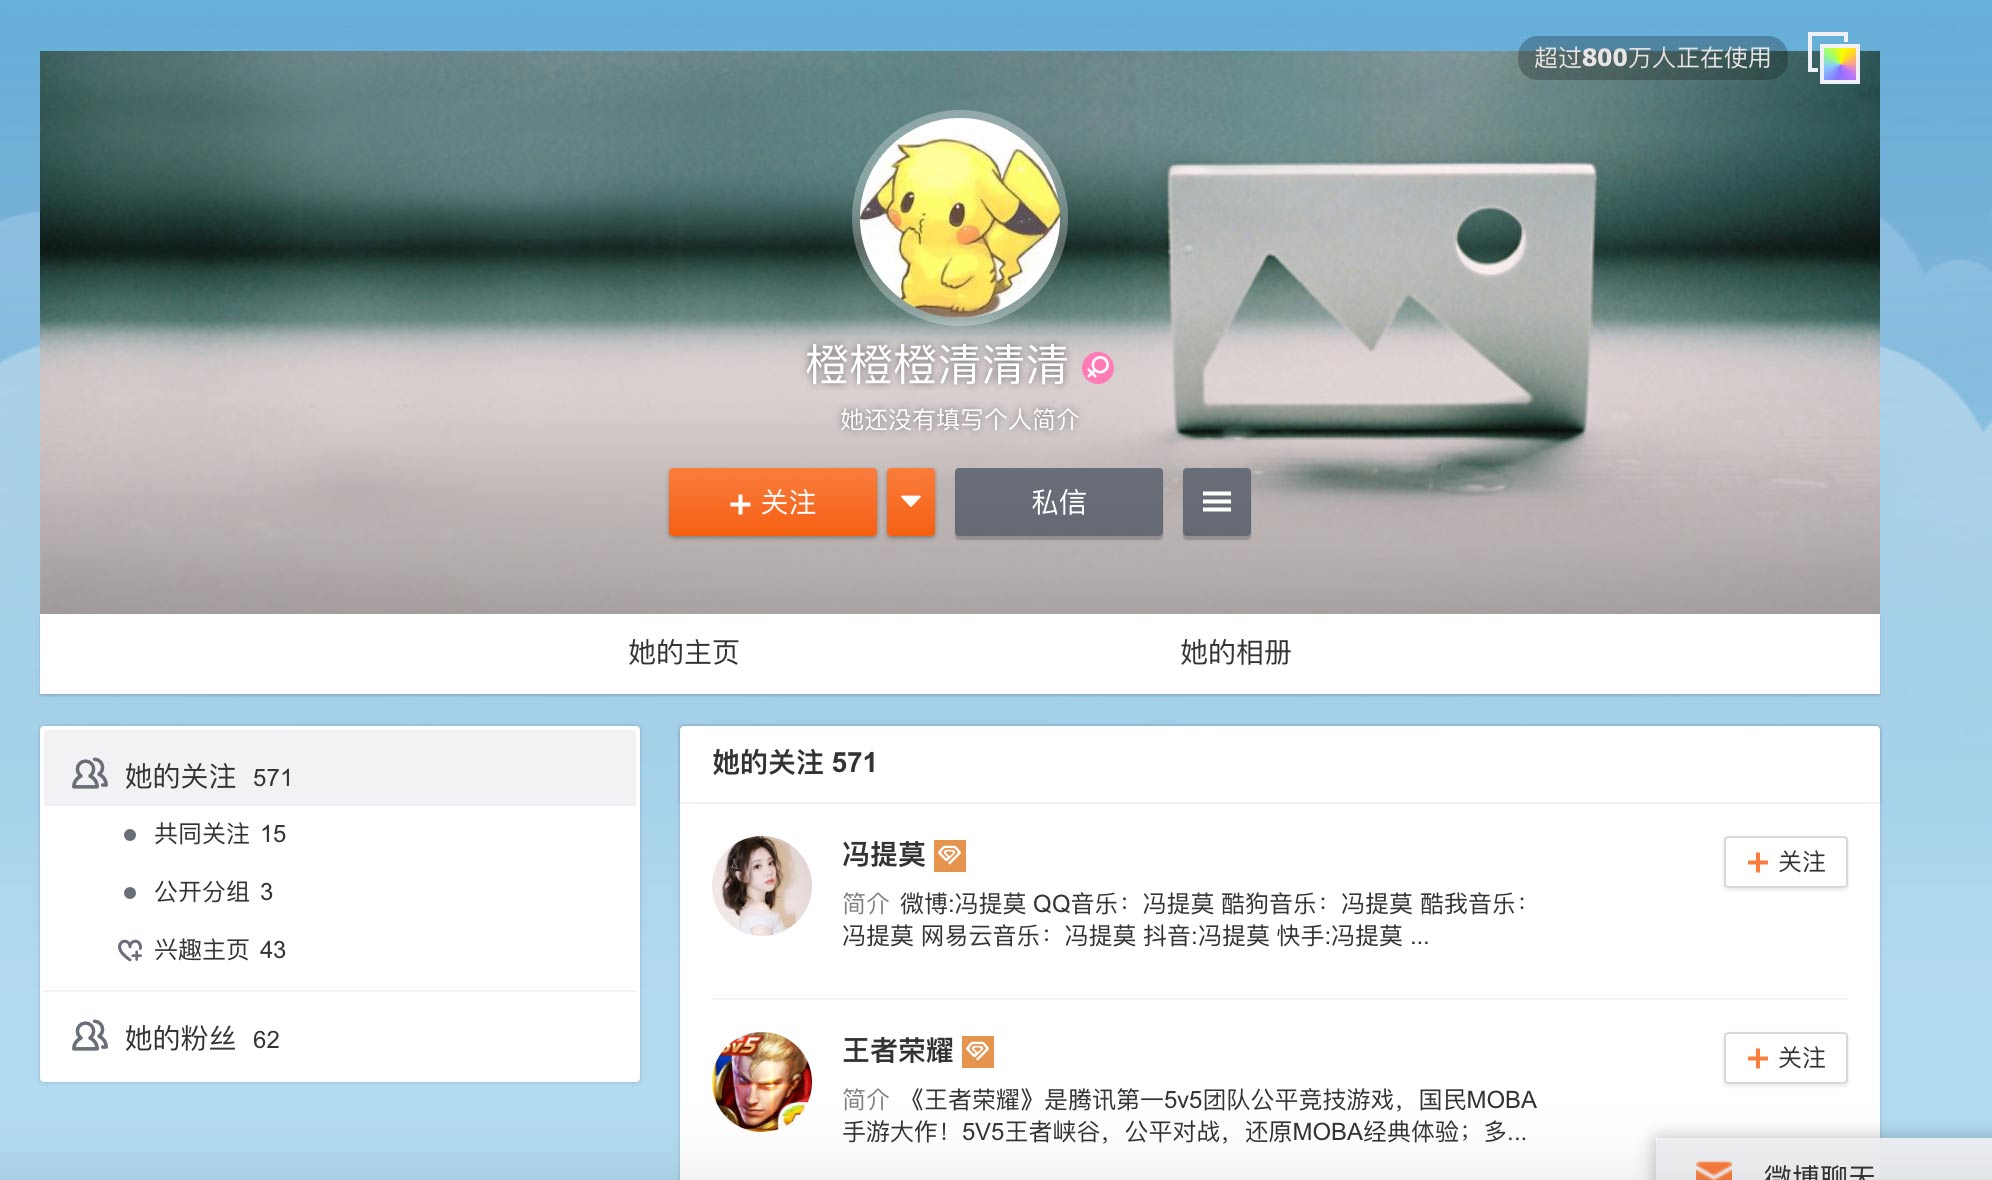 超过800万人正在使用
橙橙橙清清清
她还没有填写个人简介
+ 关注
私信
她的主页
她的相册
她的关注 571
共同关注 15
公开分组 3
兴趣主页 43
她的粉丝 62
她的关注 571
冯提莫
+ 关注
简介 微博:冯提莫 QQ音乐：冯提莫 酷狗音乐：冯提莫 酷我音乐：
冯提莫 网易云音乐：冯提莫 抖音:冯提莫 快手:冯提莫 ...
5v5
王者荣耀
+ 关注
简介 《王者荣耀》是腾讯第一5v5团队公平竞技游戏，国民MOBA
手游大作！5V5王者峡谷，公平对战，还原MOBA经典体验；多...
微博聊天